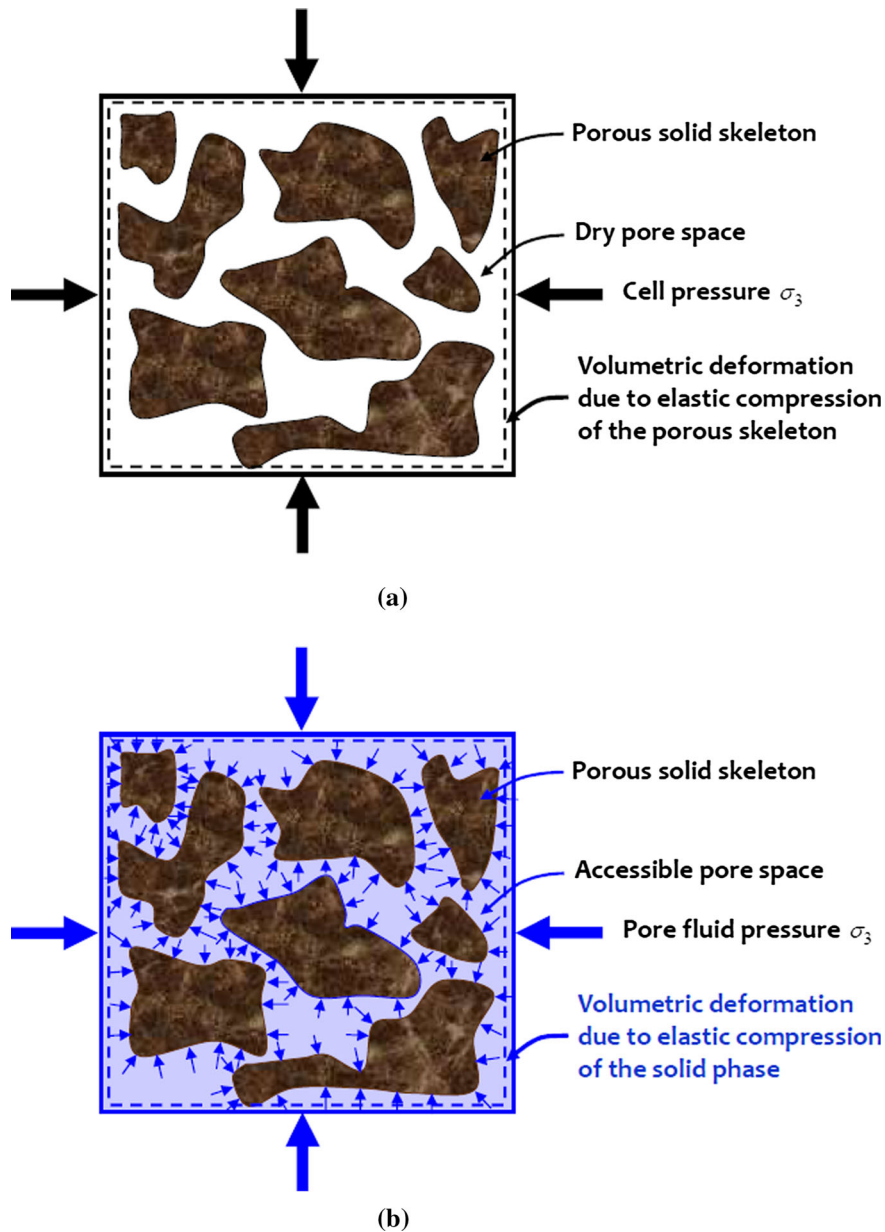 Porous solid skeleton
Dry pore space
Cell pressure σ₃
Volumetric deformation
due to elastic compression
of the porous skeleton
(a)
Porous solid skeleton
Accessible pore space
Pore fluid pressure σ₃
Volumetric deformation
due to elastic compression
of the solid phase
(b)